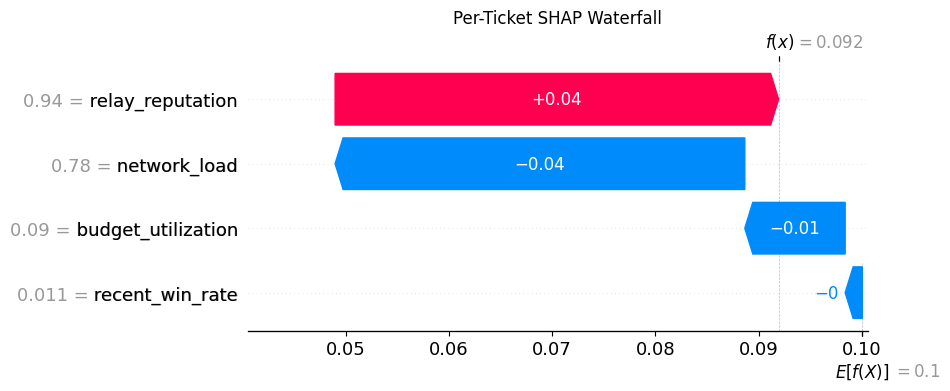 Per-Ticket SHAP Waterfall
f(x) = 0.092
0.94 = relay_reputation
+0.04
0.78 = network_load
−0.04
0.09 = budget_utilization
−0.01
0.011 = recent_win_rate
−0
0.05 0.06 0.07 0.08 0.09 0.10
E[f(X)] = 0.1